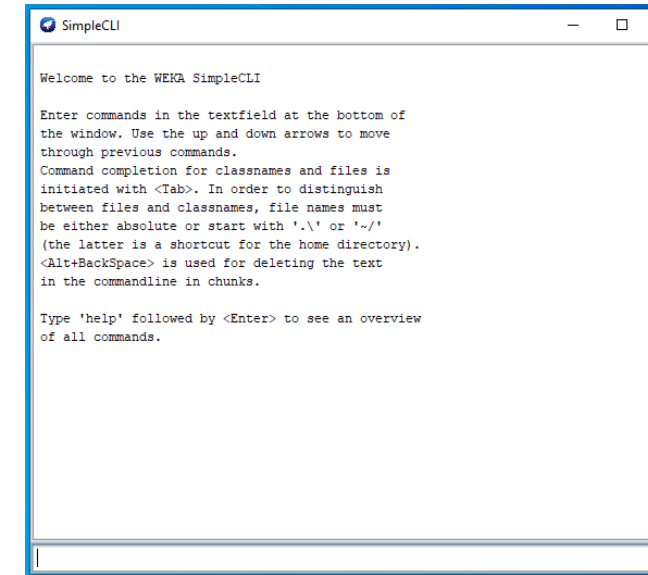 SimpleCLI
Welcome to the WEKA SimpleCLI
Enter commands in the textfield at the bottom of
the window. Use the up and down arrows to move
through previous commands.
Command completion for classnames and files is
initiated with <Tab>. In order to distinguish
between files and classnames, file names must
be either absolute or start with '.\' or '~/'
(the latter is a shortcut for the home directory).
<Alt+BackSpace> is used for deleting the text
in the commandline in chunks.
Type 'help' followed by <Enter> to see an overview
of all commands.